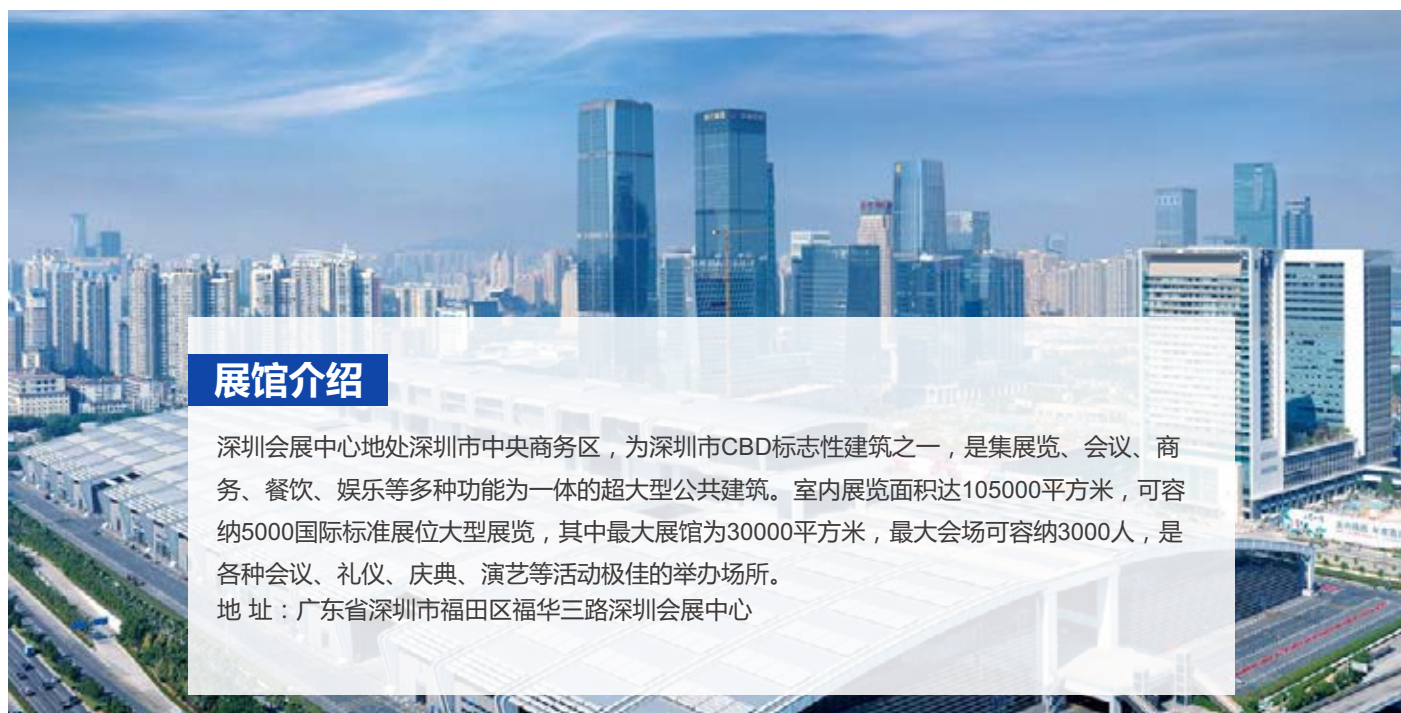 展馆介绍
深圳会展中心地处深圳市中央商务区，为深圳市CBD标志性建筑之一，是集展览、会议、商
务、餐饮、娱乐等多种功能为一体的超大型公共建筑。室内展览面积达105000平方米，可容
纳5000国际标准展位大型展览，其中最大展馆为30000平方米，最大会场可容纳3000人，是
各种会议、礼仪、庆典、演艺等活动极佳的举办场所。
地 址：广东省深圳市福田区福华三路深圳会展中心